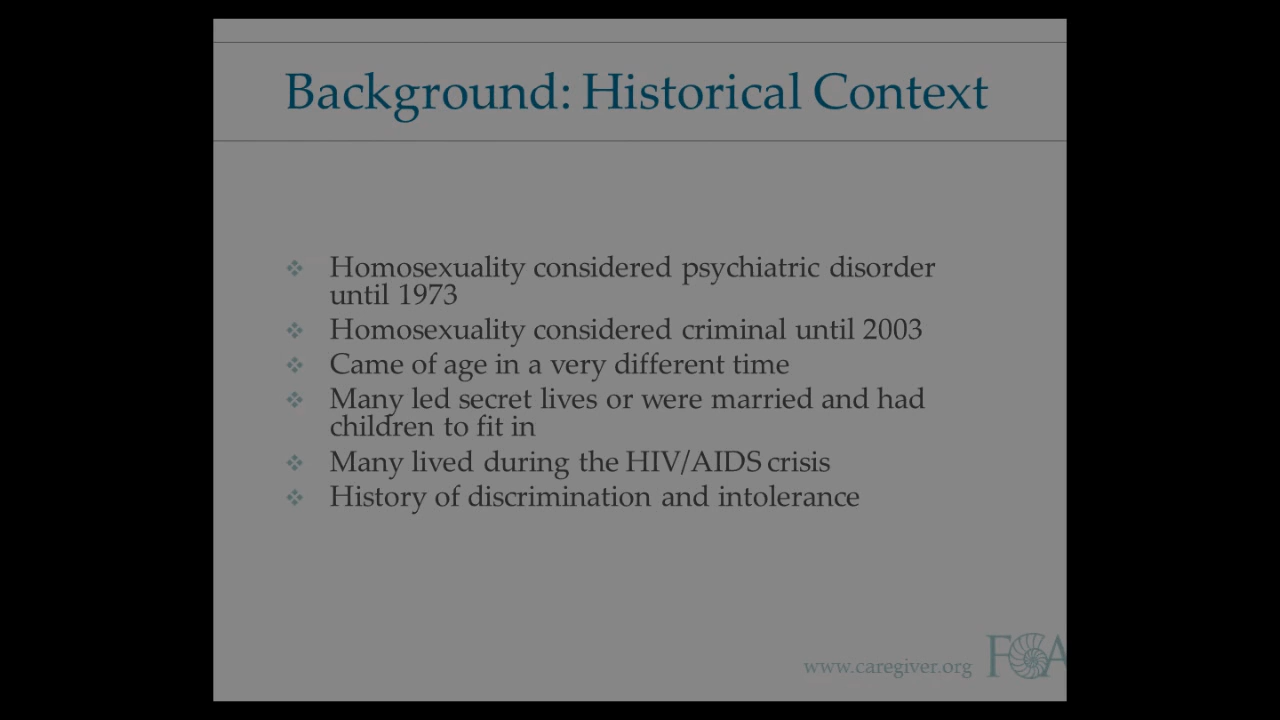 Background: Historical Context
Homosexuality considered psychiatric disorder
until 1973
Homosexuality considered criminal until 2003
Came of age in a very different time
Many led secret lives or were married and had
children to fit in
Many lived during the HIV/AIDS crisis
History of discrimination and intolerance
www.caregiver.org FCA